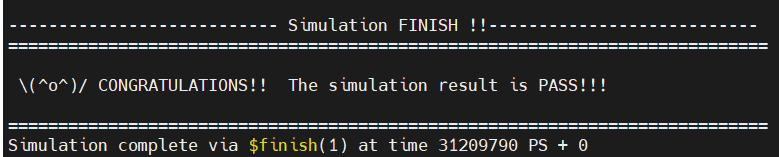 --------------------------- Simulation FINISH !!---------------------------
============================================================================
\(^o^)/ CONGRATULATIONS!!  The simulation result is PASS!!!
============================================================================
Simulation complete via $finish(1) at time 31209790 PS + 0